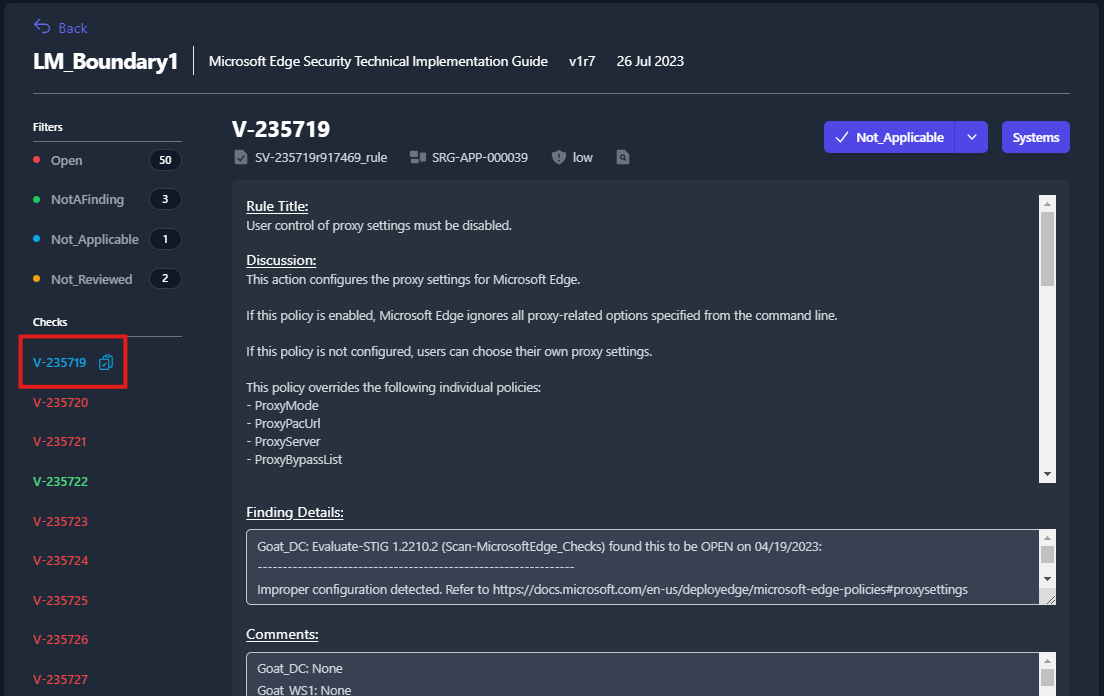 Back
LM_Boundary1 Microsoft Edge Security Technical Implementation Guide v1r7 26 Jul 2023
Filters
Open 50
NotAFinding 3
Not_Applicable 1
Not_Reviewed 2
Checks
V-235719
V-235720
V-235721
V-235722
V-235723
V-235724
V-235725
V-235726
V-235727
V-235719
SV-235719r917469_rule SRG-APP-000039 low
Not_Applicable
Systems
Rule Title:
User control of proxy settings must be disabled.
Discussion:
This action configures the proxy settings for Microsoft Edge.
If this policy is enabled, Microsoft Edge ignores all proxy-related options specified from the command line.
If this policy is not configured, users can choose their own proxy settings.
This policy overrides the following individual policies:
- ProxyMode
- ProxyPacUrl
- ProxyServer
- ProxyBypassList
Finding Details:
Goat_DC: Evaluate-STIG 1.2210.2 (Scan-MicrosoftEdge_Checks) found this to be OPEN on 04/19/2023:
---------------------------------------------------------------
Improper configuration detected. Refer to https://docs.microsoft.com/en-us/deployedge/microsoft-edge-policies#proxysettings
Comments:
Goat_DC: None
Goat_WS1: None